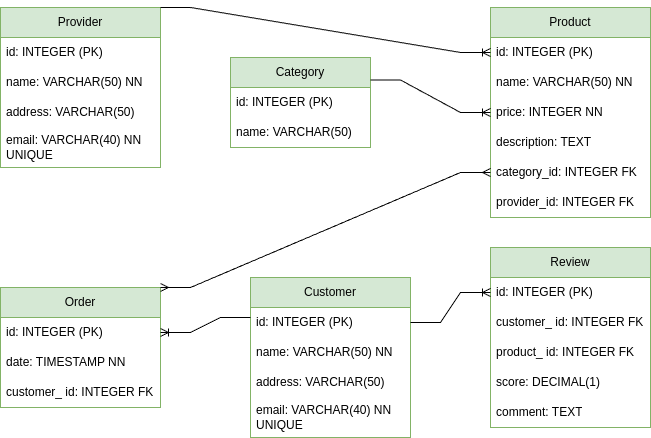 Provider
id: INTEGER (PK)
name: VARCHAR(50) NN
address: VARCHAR(50)
email: VARCHAR(40) NN
UNIQUE
Category
id: INTEGER (PK)
name: VARCHAR(50)
Product
id: INTEGER (PK)
name: VARCHAR(50) NN
price: INTEGER NN
description: TEXT
category_id: INTEGER FK
provider_id: INTEGER FK
Order
id: INTEGER (PK)
date: TIMESTAMP NN
customer_ id: INTEGER FK
Customer
id: INTEGER (PK)
name: VARCHAR(50) NN
address: VARCHAR(50)
email: VARCHAR(40) NN
UNIQUE
Review
id: INTEGER (PK)
customer_ id: INTEGER FK
product_ id: INTEGER FK
score: DECIMAL(1)
comment: TEXT